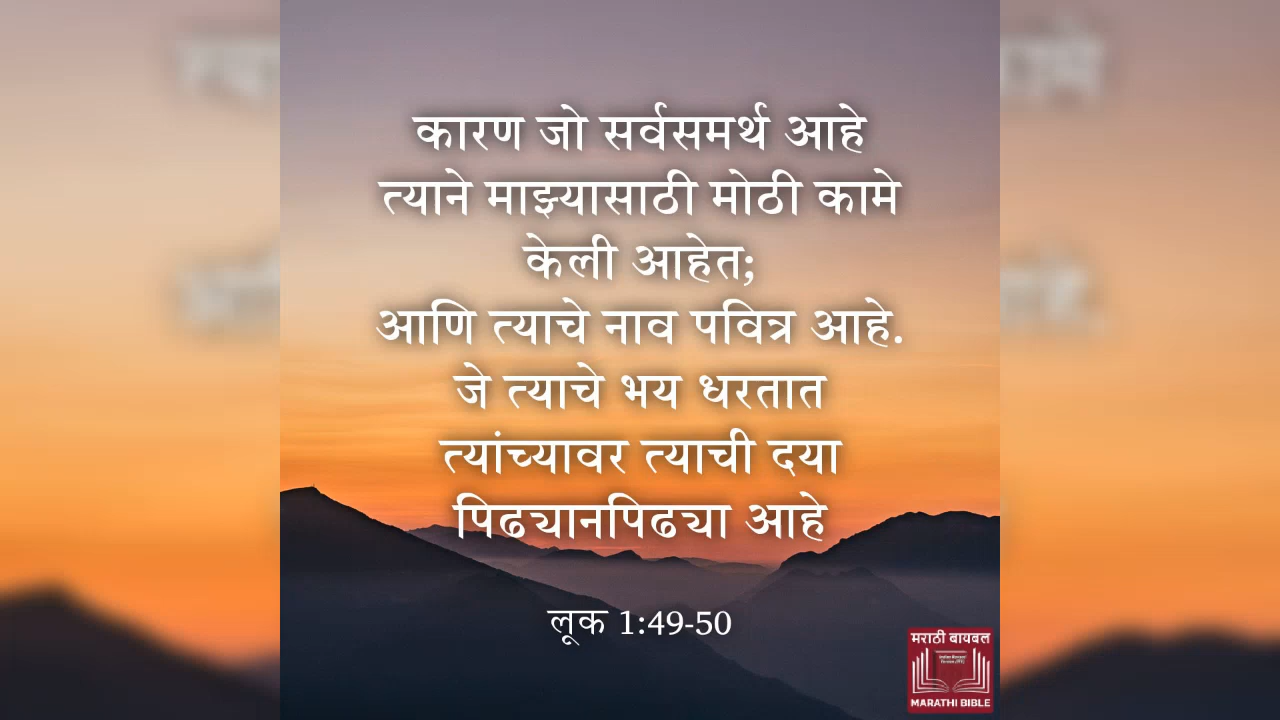 कारण जो सर्वसमर्थ आहे
त्याने माझ्यासाठी मोठी कामे
केली आहेत;
आणि त्याचे नाव पवित्र आहे.
जे त्याचे भय धरतात
त्यांच्यावर त्याची दया
पिढ्यानपिढ्या आहे
लूक 1:49-50
मराठी बायबल
MARATHI BIBLE